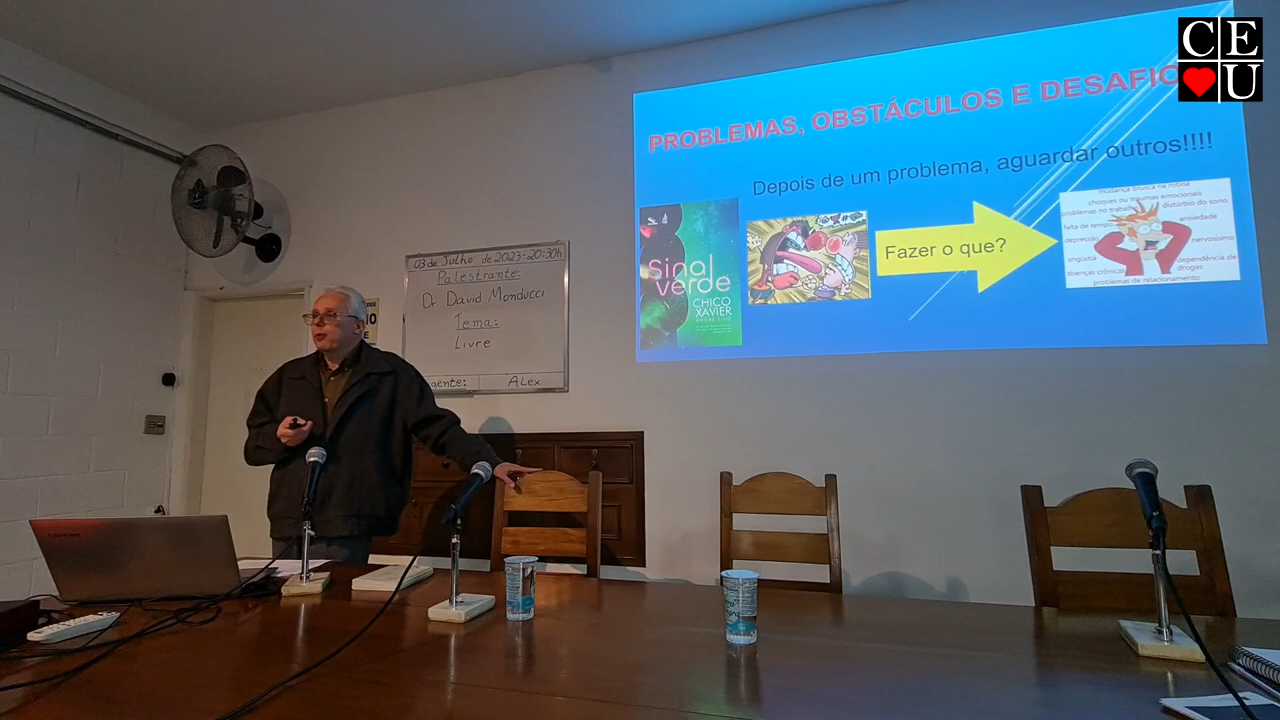 C E
U
PROBLEMAS, OBSTÁCULOS E DESAFIO
Depois de um problema, aguardar outros!!!!
sinal
verde
CHICO
XAVIER
Fazer o que?
mudança brusca na rotina
choques ou traumas emocionais
problemas no trabalho
distúrbio do sono
falta de tempo
ansiedade
depressão
nervosismo
angústia
dependência de
drogas
doenças crônicas
problemas de relacionamento
03 de Julho de 2023-20:30h
Palestrante:
Dr David Monducci
Tema:
Livre
gente: ALex